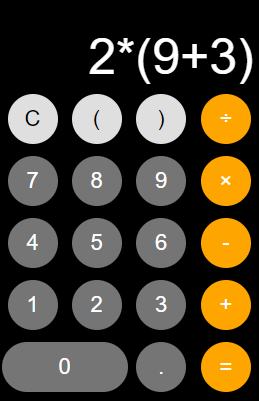 2*(9+3)
C ( ) ÷
7 8 9 ×
4 5 6 -
1 2 3 +
0 . =